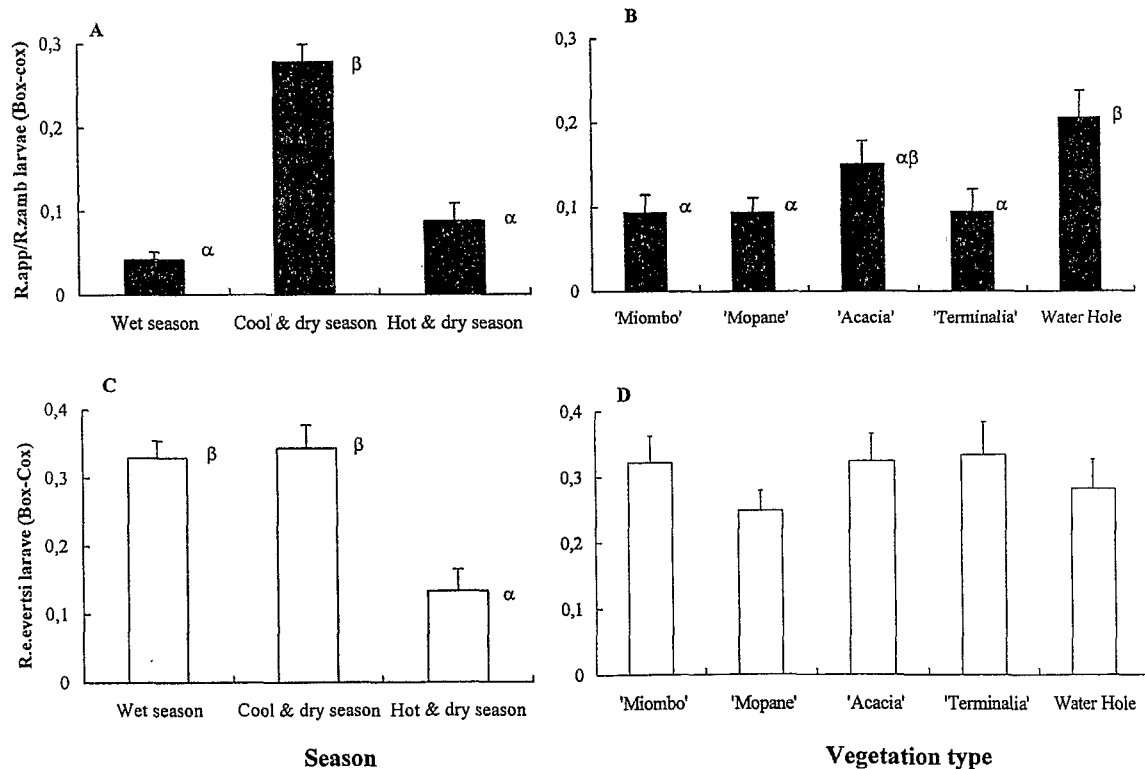 A
R.app/R.zamb larvae (Box-cox)
0,3
0,2
0,1
0
α
β
α
Wet season
Cool & dry season
Hot & dry season
B
0,3
0,2
0,1
0
α
α
αβ
α
β
'Miombo'
'Mopane'
'Acacia'
'Terminalia'
Water Hole
C
R.e.evertsi larave (Box-Cox)
0,4
0,3
0,2
0,1
0
β
β
α
Wet season
Cool & dry season
Hot & dry season
Season
D
0,4
0,3
0,2
0,1
0
'Miombo'
'Mopane'
'Acacia'
'Terminalia'
Water Hole
Vegetation type